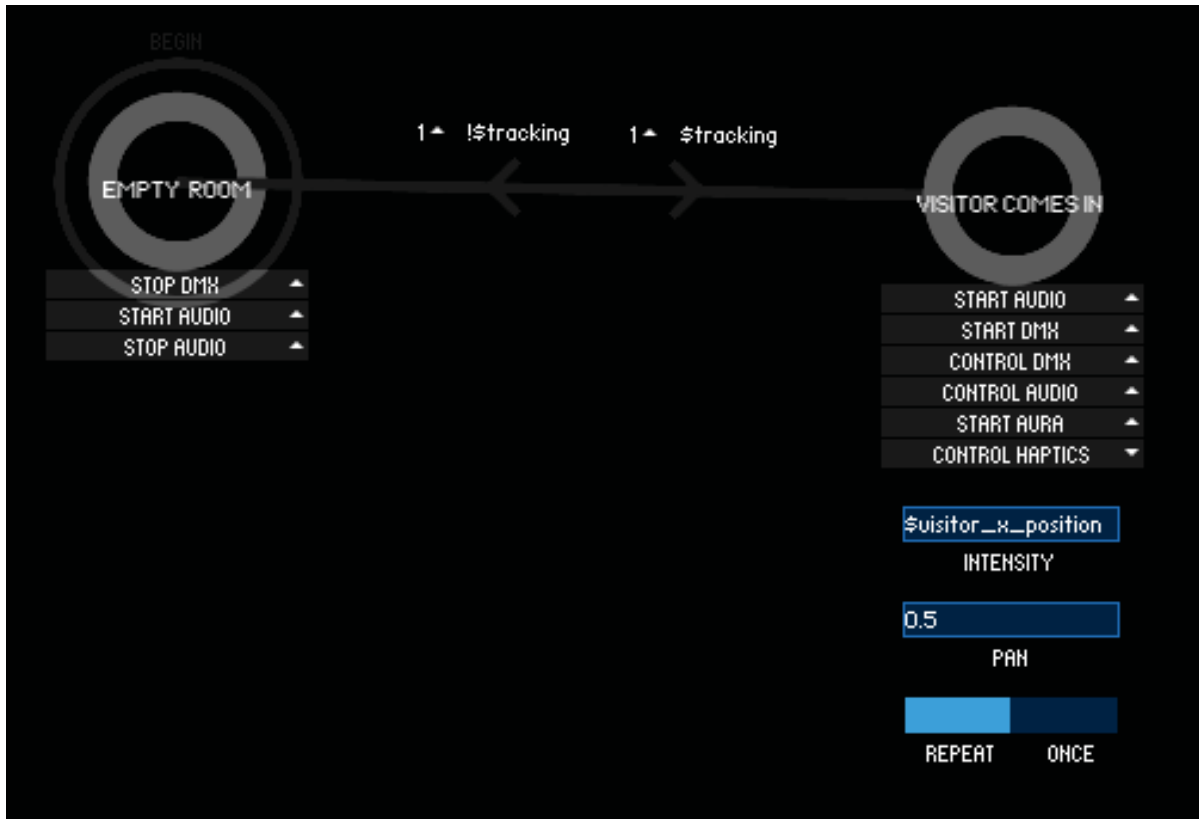 BEGIN
1 !$tracking 1 $tracking
EMPTY ROOM
VISITOR COMES IN
STOP DMX
START AUDIO
STOP AUDIO
START AUDIO
START DMX
CONTROL DMX
CONTROL AUDIO
START AURA
CONTROL HAPTICS
$visitor_x_position
INTENSITY
0.5
PAN
REPEAT ONCE